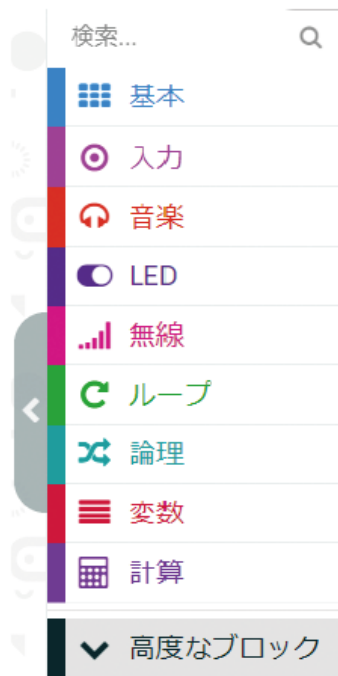 検索...
基本
入力
音楽
LED
無線
ループ
論理
変数
計算
高度なブロック